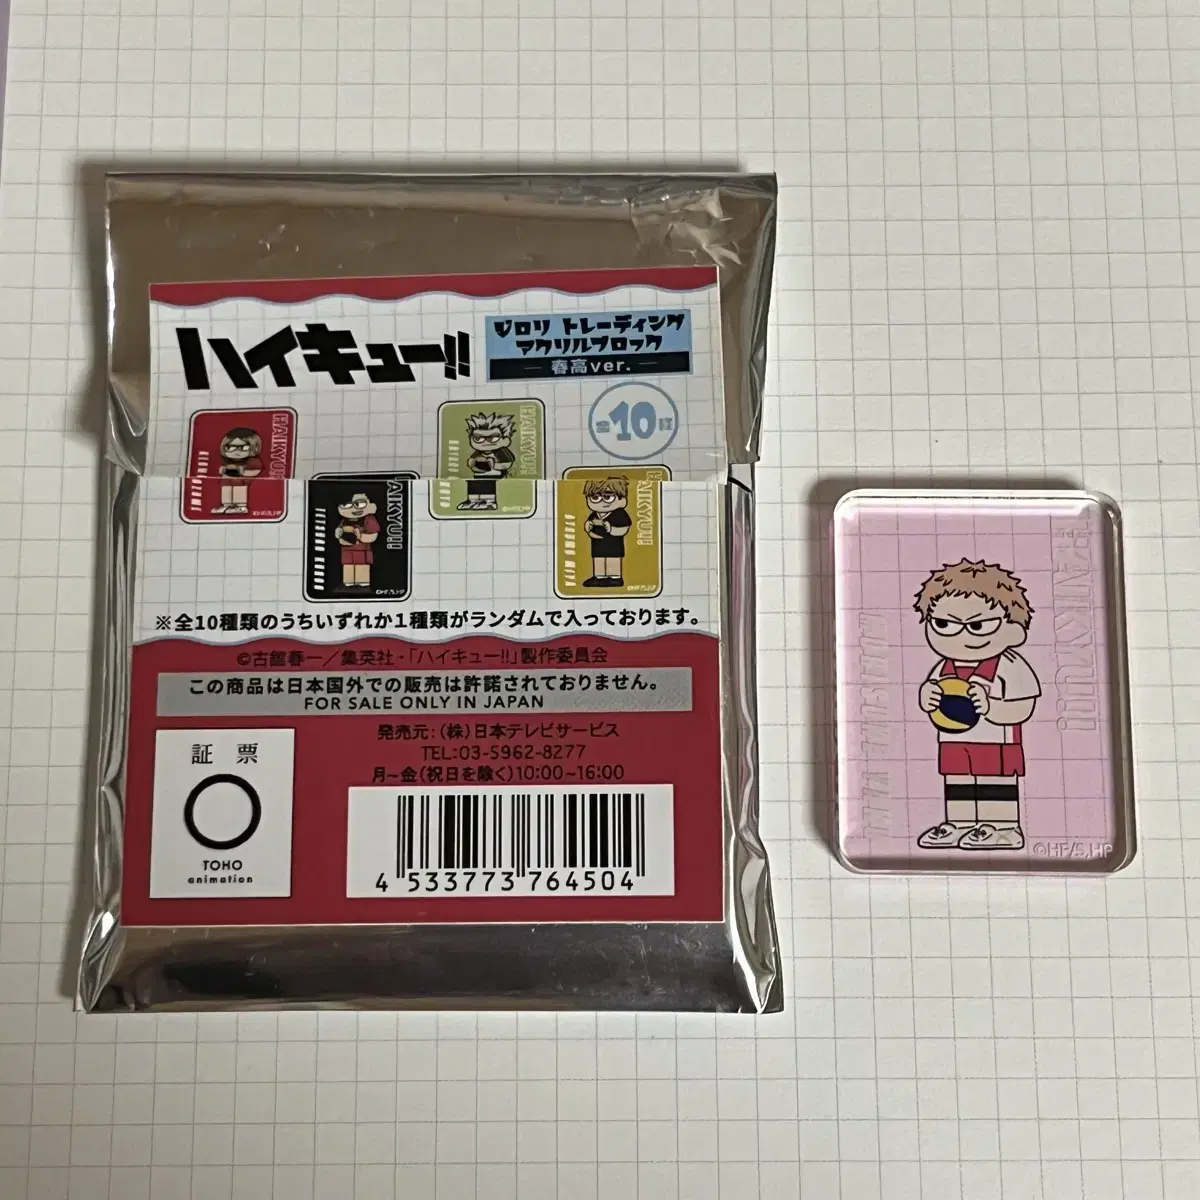 ハイキュー!!
Vロリ トレーディング
アクリルブロック
春高ver.
全10種
HAIKYU!!
HAIKYU!!
HAIKYU!!
HAIKYU!!
ATSUMU MIYA
※全10種類のうちいずれか1種類がランダムで入っております。
©古舘春一／集英社・「ハイキュー!!」製作委員会
この商品は日本国外での販売は許諾されておりません。
FOR SALE ONLY IN JAPAN
発売元:(株)日本テレビサービス
TEL:03-5962-8277
月~金(祝日を除く)10:00~16:00
証 票
TOHO
animation
4 533773 764504
HAIKYU!!
©HF/S,HP